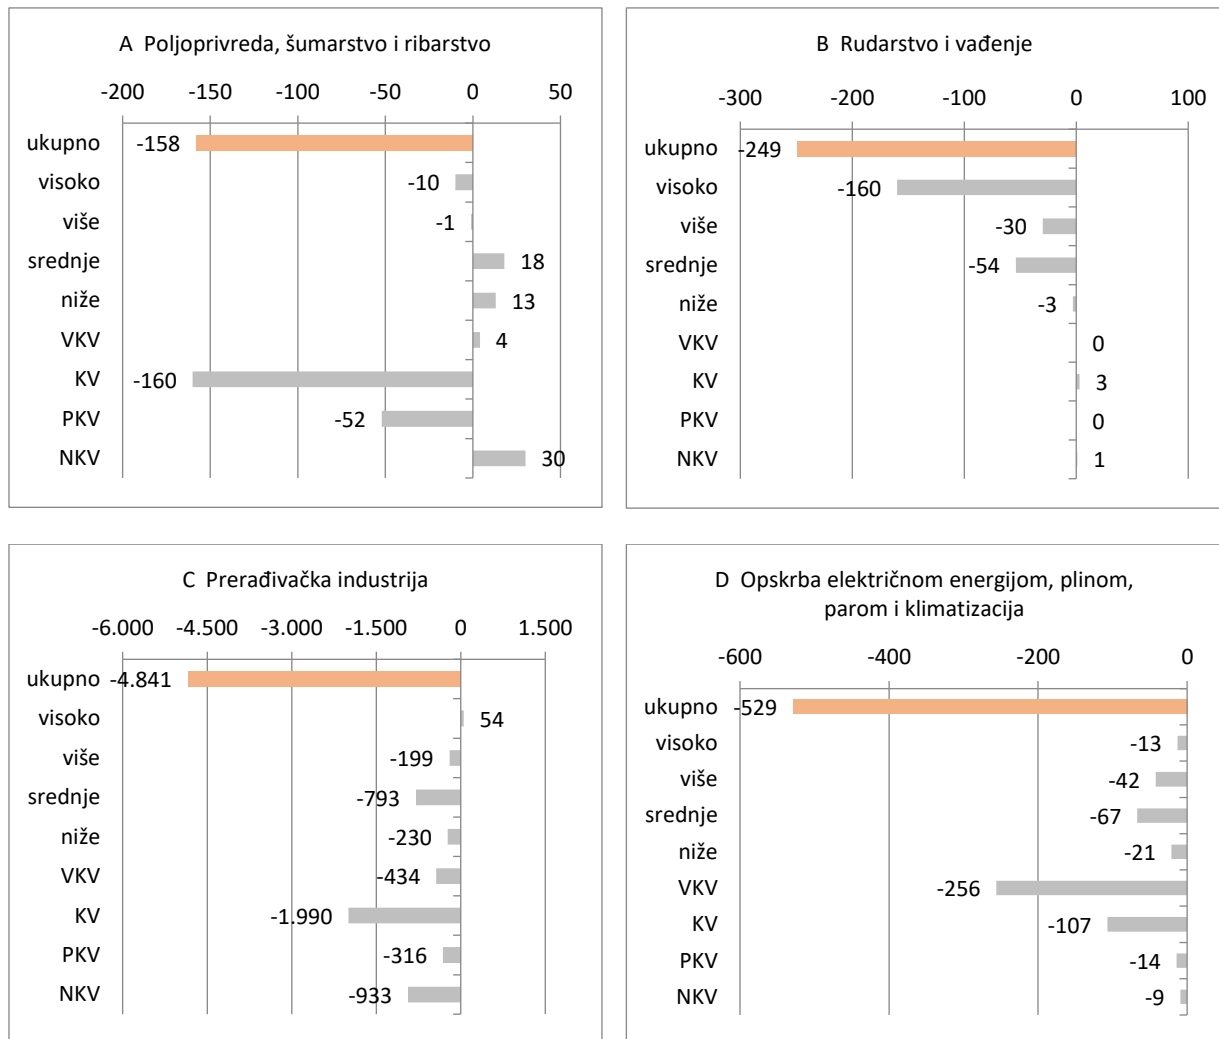 A  Poljoprivreda, šumarstvo i ribarstvo
-200 -150 -100 -50 0 50
ukupno -158
visoko -10
više -1
srednje 18
niže 13
VKV 4
KV -160
PKV -52
NKV 30
B  Rudarstvo i vađenje
-300 -200 -100 0 100
ukupno -249
visoko -160
više -30
srednje -54
niže -3
VKV 0
KV 3
PKV 0
NKV 1
C  Prerađivačka industrija
-6.000 -4.500 -3.000 -1.500 0 1.500
ukupno -4.841
visoko 54
više -199
srednje -793
niže -230
VKV -434
KV -1.990
PKV -316
NKV -933
D  Opskrba električnom energijom, plinom,
parom i klimatizacija
-600 -400 -200 0
ukupno -529
visoko -13
više -42
srednje -67
niže -21
VKV -256
KV -107
PKV -14
NKV -9